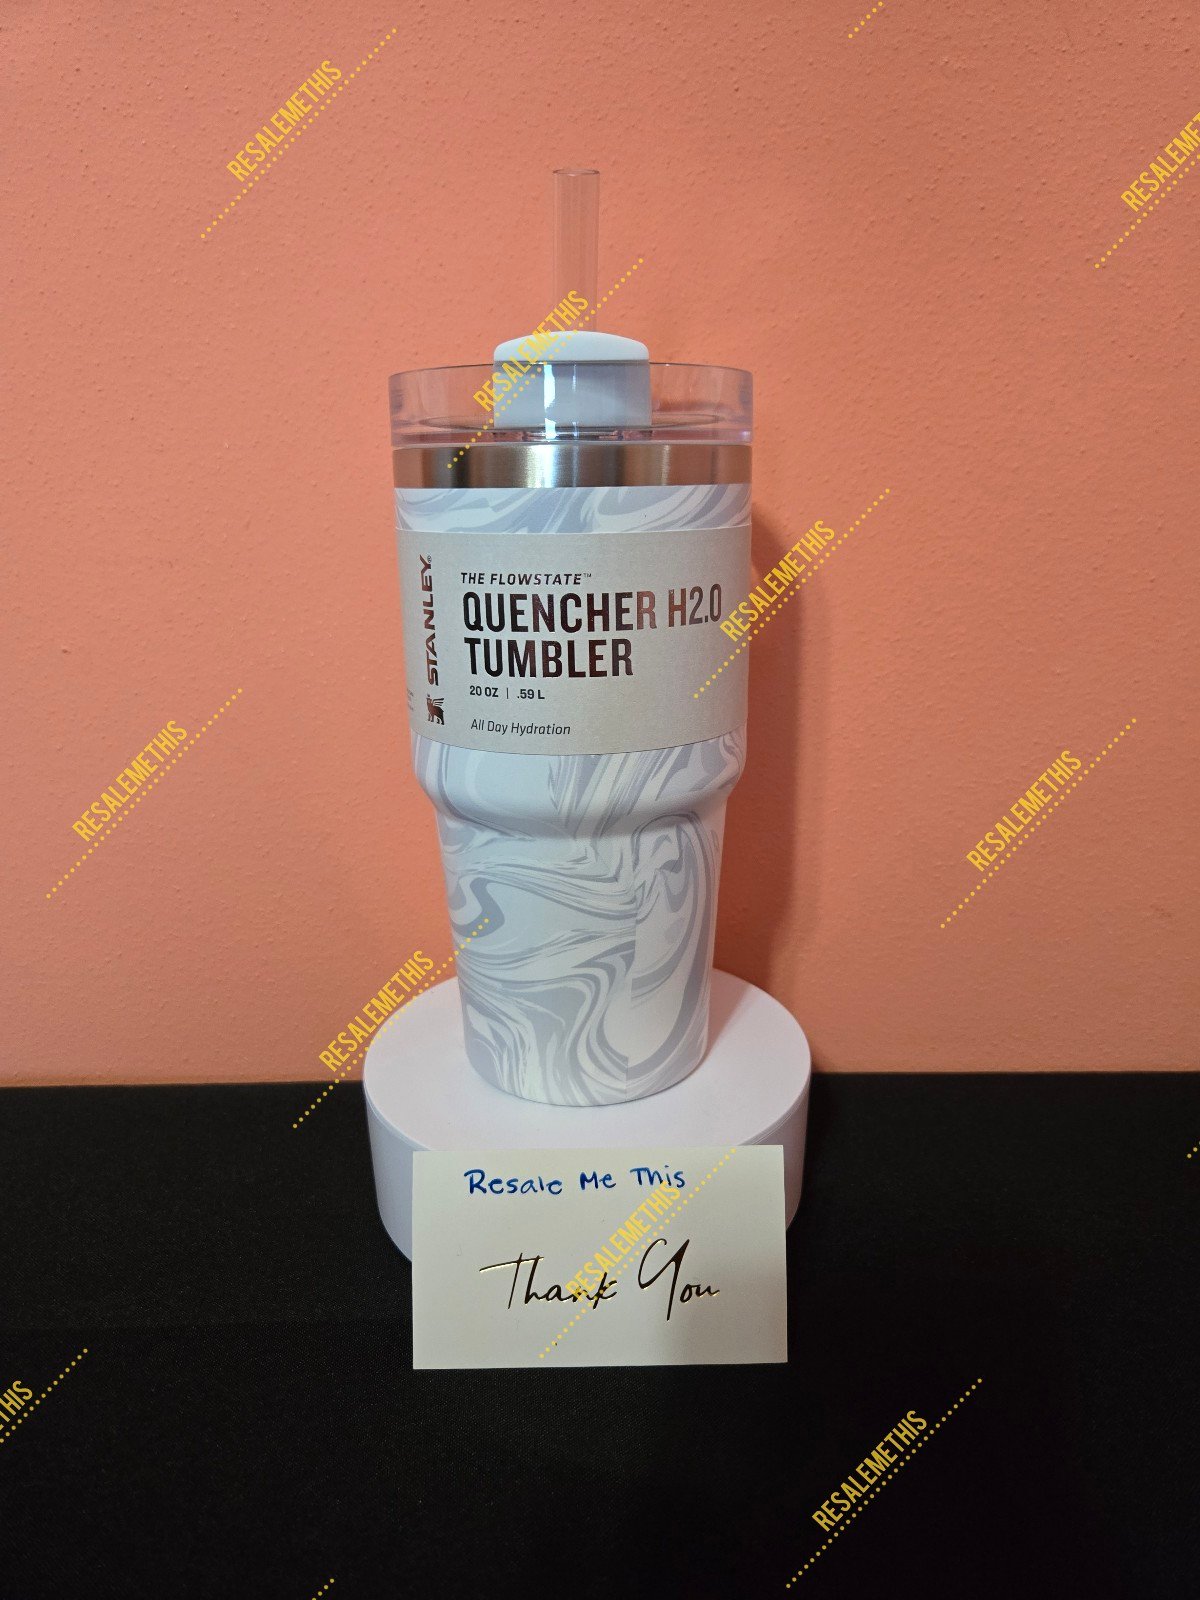 RESALEMETHIS
RESALEMETHIS
RESALEMETHIS
STANLEY®
THE FLOWSTATE™
QUENCHER H2.0
TUMBLER
20 OZ | .59 L
All Day Hydration
RESALEMETHIS
RESALEMETHIS
RESALEMETHIS
RESALEMETHIS
Resale Me This
RESALEMETHIS
Thank You
RESALEMETHIS